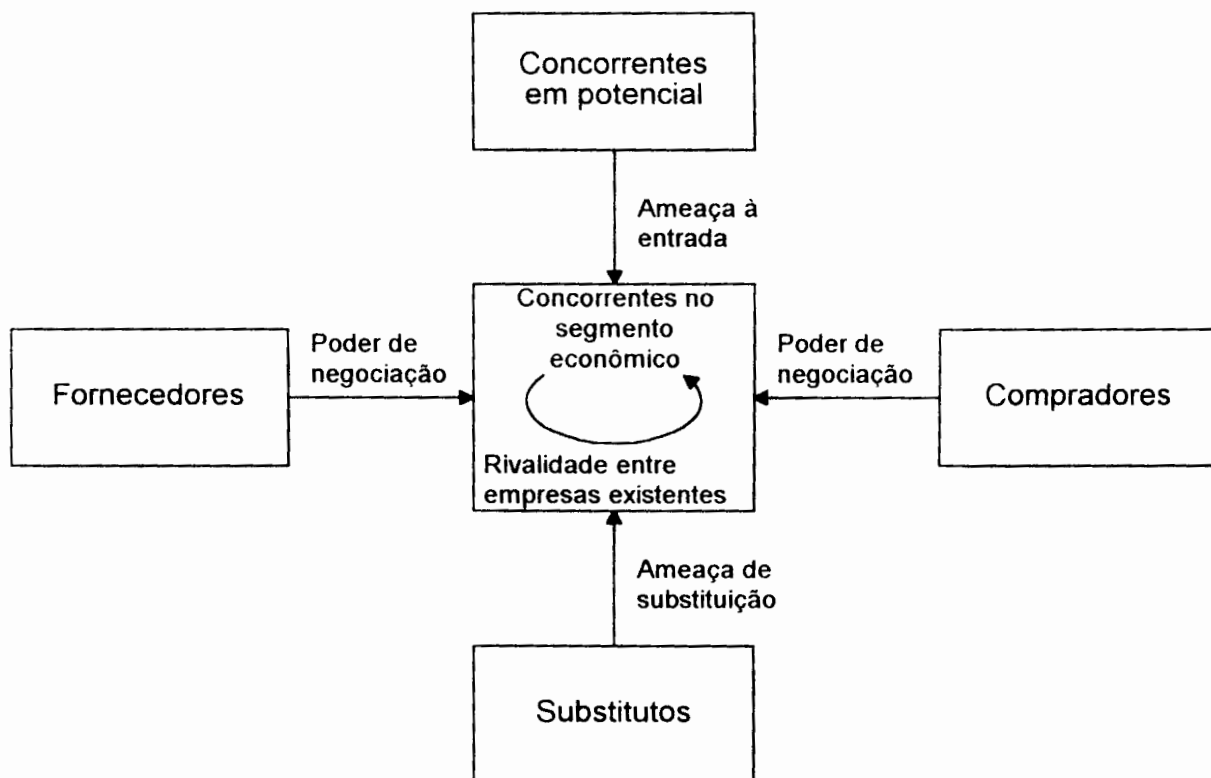 Concorrentes
em potencial
Ameaça à
entrada
Concorrentes no
segmento
econômico
Fornecedores
Poder de
negociação
Poder de
negociação
Compradores
Rivalidade entre
empresas existentes
Ameaça de
substituição
Substitutos